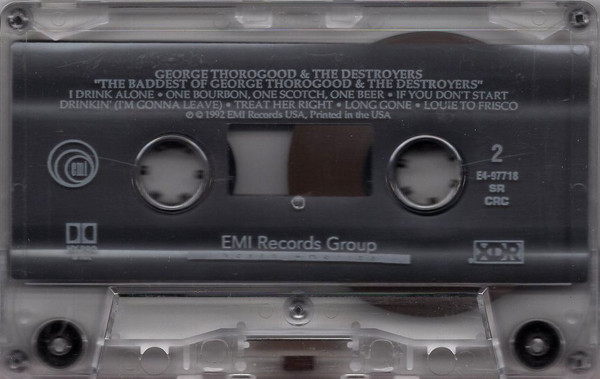 GEORGE THOROGOOD & THE DESTROYERS
"THE BADDEST OF GEORGE THOROGOOD & THE DESTROYERS"
I DRINK ALONE • ONE BOURBON, ONE SCOTCH, ONE BEER • IF YOU DON'T START
DRINKIN' (I'M GONNA LEAVE) • TREAT HER RIGHT • LONG GONE • LOUIE TO FRISCO
℗ © 1992 EMI Records USA, Printed in the USA
EMI
2
E4-97718
SR
CRC
EMI Records Group
XDR